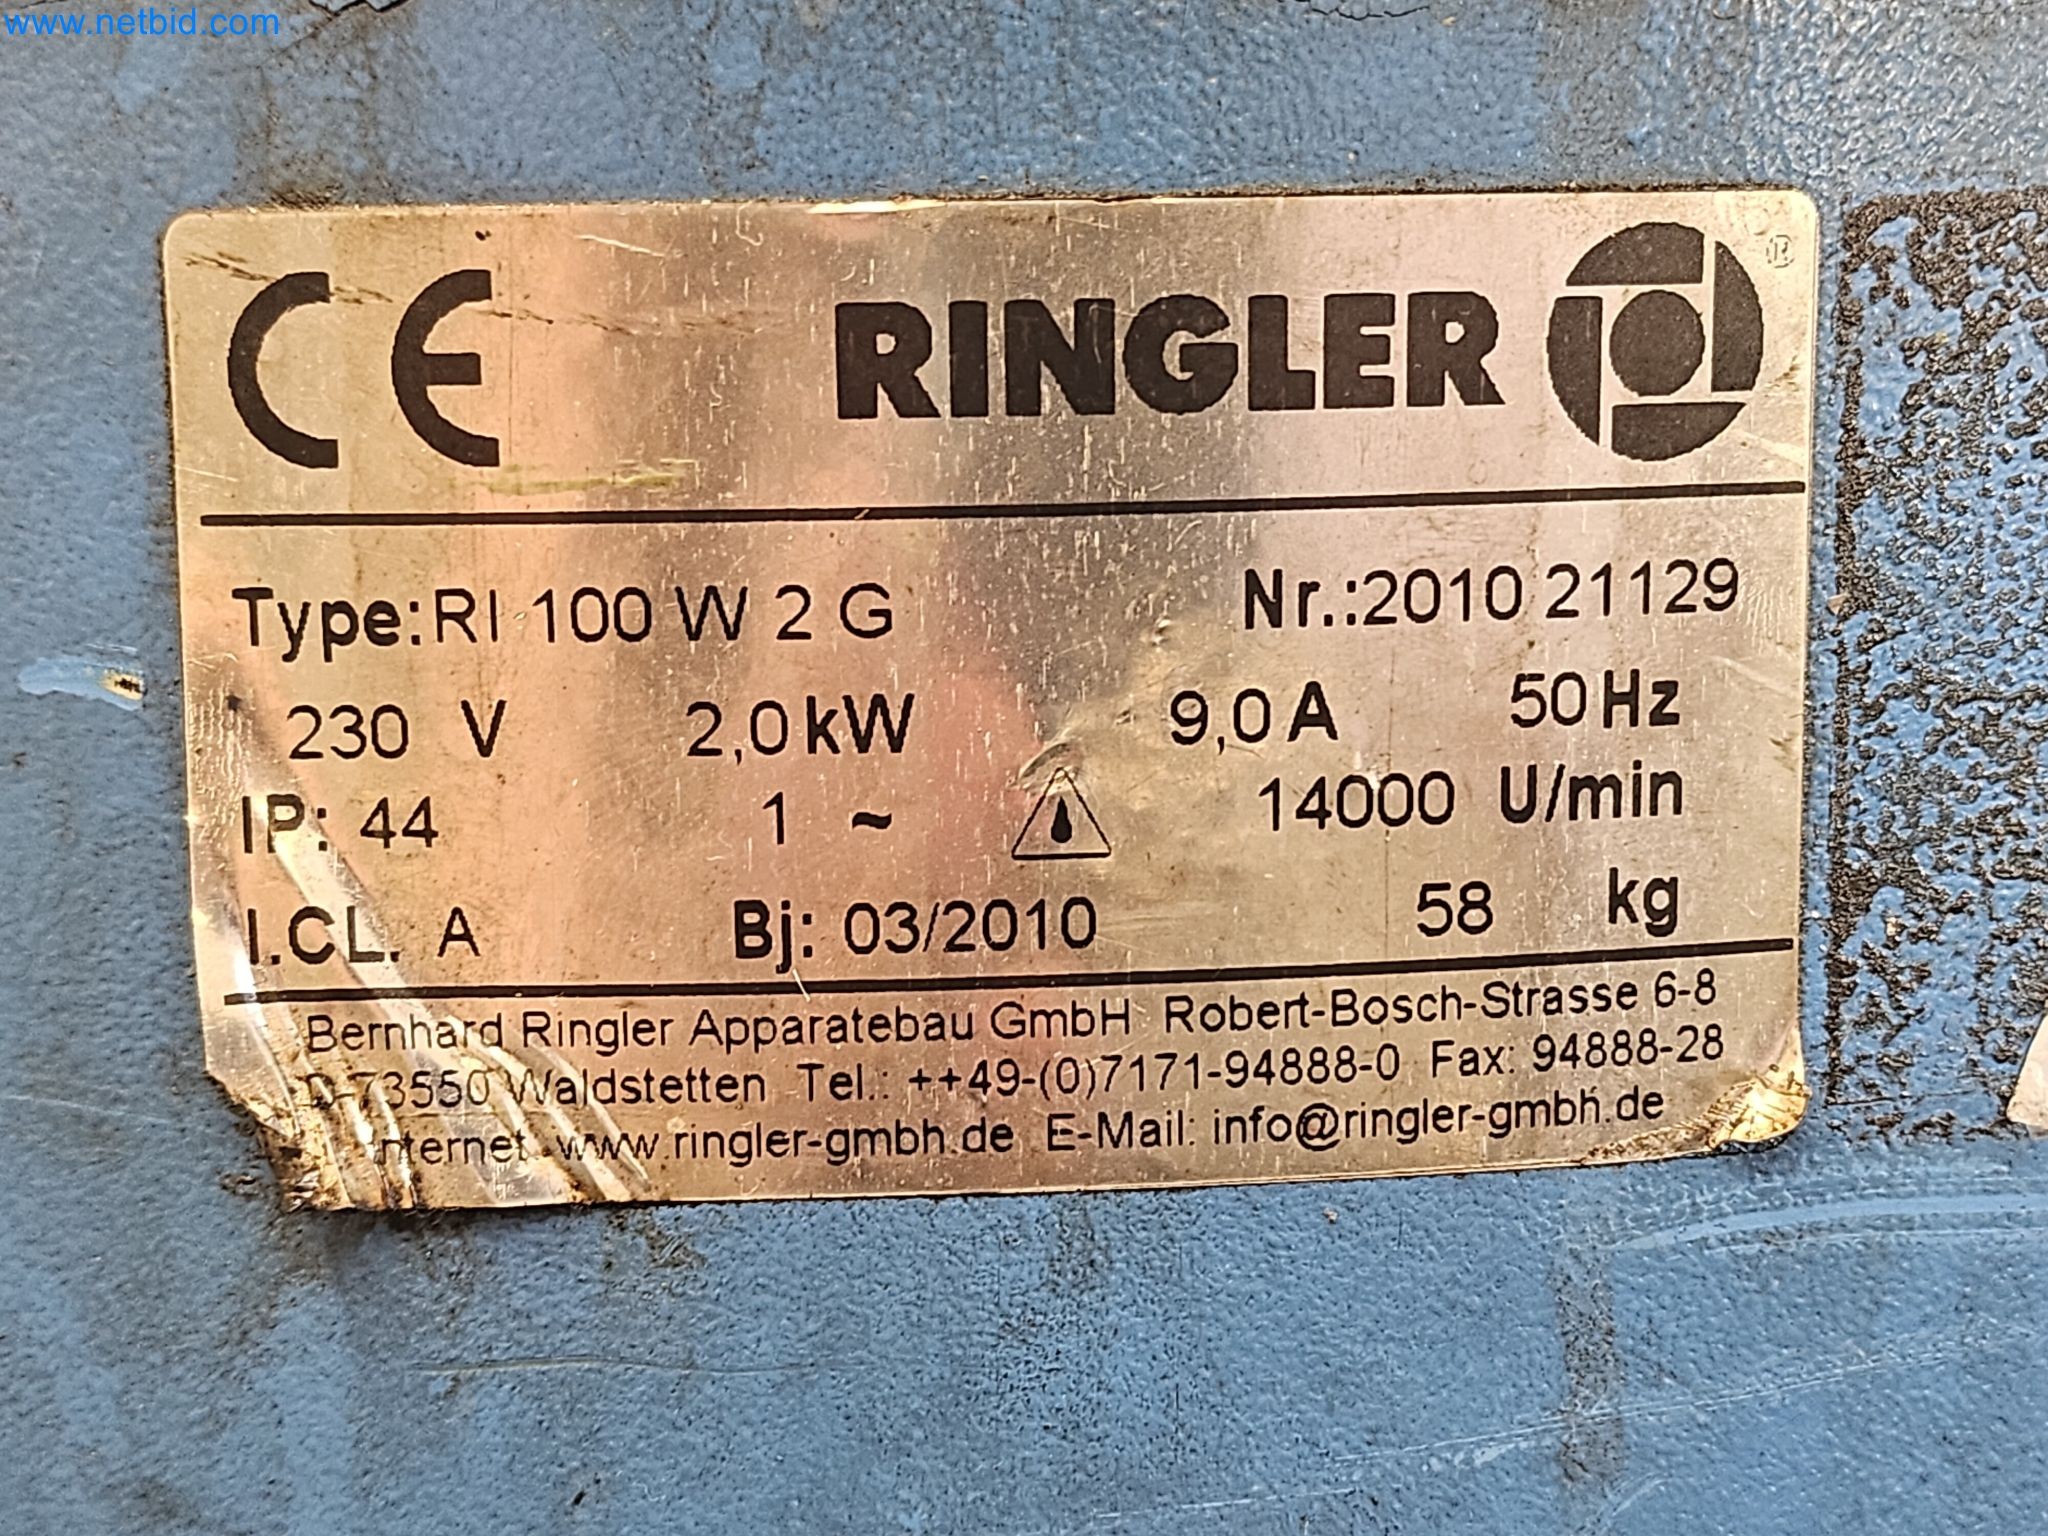 www.netbid.com
CE RINGLER ®
Type: RI 100 W 2 G Nr.:2010 21129
230 V 2,0 kW 9,0 A 50 Hz
IP: 44 1 ~ 14000 U/min
I.CL. A Bj: 03/2010 58 kg
Bernhard Ringler Apparatebau GmbH Robert-Bosch-Strasse 6-8
D-73550 Waldstetten Tel.: ++49-(0)7171-94888-0 Fax: 94888-28
Internet www.ringler-gmbh.de E-Mail: info@ringler-gmbh.de